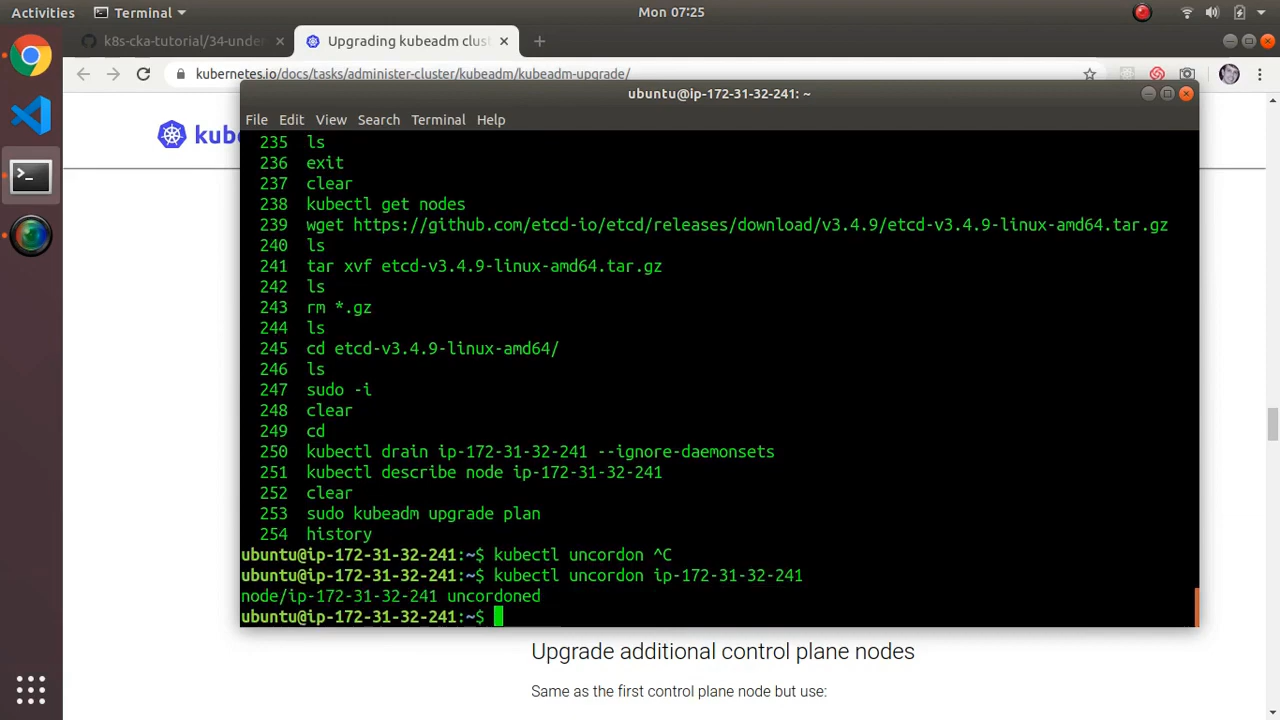 Activities
Terminal
Mon 07:25
k8s-cka-tutorial/34-under
Upgrading kubeadm clust
kubernetes.io/docs/tasks/administer-cluster/kubeadm/kubeadm-upgrade/
kub
ubuntu@ip-172-31-32-241: ~
File Edit View Search Terminal Help
235 ls
236 exit
237 clear
238 kubectl get nodes
239 wget https://github.com/etcd-io/etcd/releases/download/v3.4.9/etcd-v3.4.9-linux-amd64.tar.gz
240 ls
241 tar xvf etcd-v3.4.9-linux-amd64.tar.gz
242 ls
243 rm *.gz
244 ls
245 cd etcd-v3.4.9-linux-amd64/
246 ls
247 sudo -i
248 clear
249 cd
250 kubectl drain ip-172-31-32-241 --ignore-daemonsets
251 kubectl describe node ip-172-31-32-241
252 clear
253 sudo kubeadm upgrade plan
254 history
ubuntu@ip-172-31-32-241:~$ kubectl uncordon ^C
ubuntu@ip-172-31-32-241:~$ kubectl uncordon ip-172-31-32-241
node/ip-172-31-32-241 uncordoned
ubuntu@ip-172-31-32-241:~$
Upgrade additional control plane nodes
Same as the first control plane node but use: